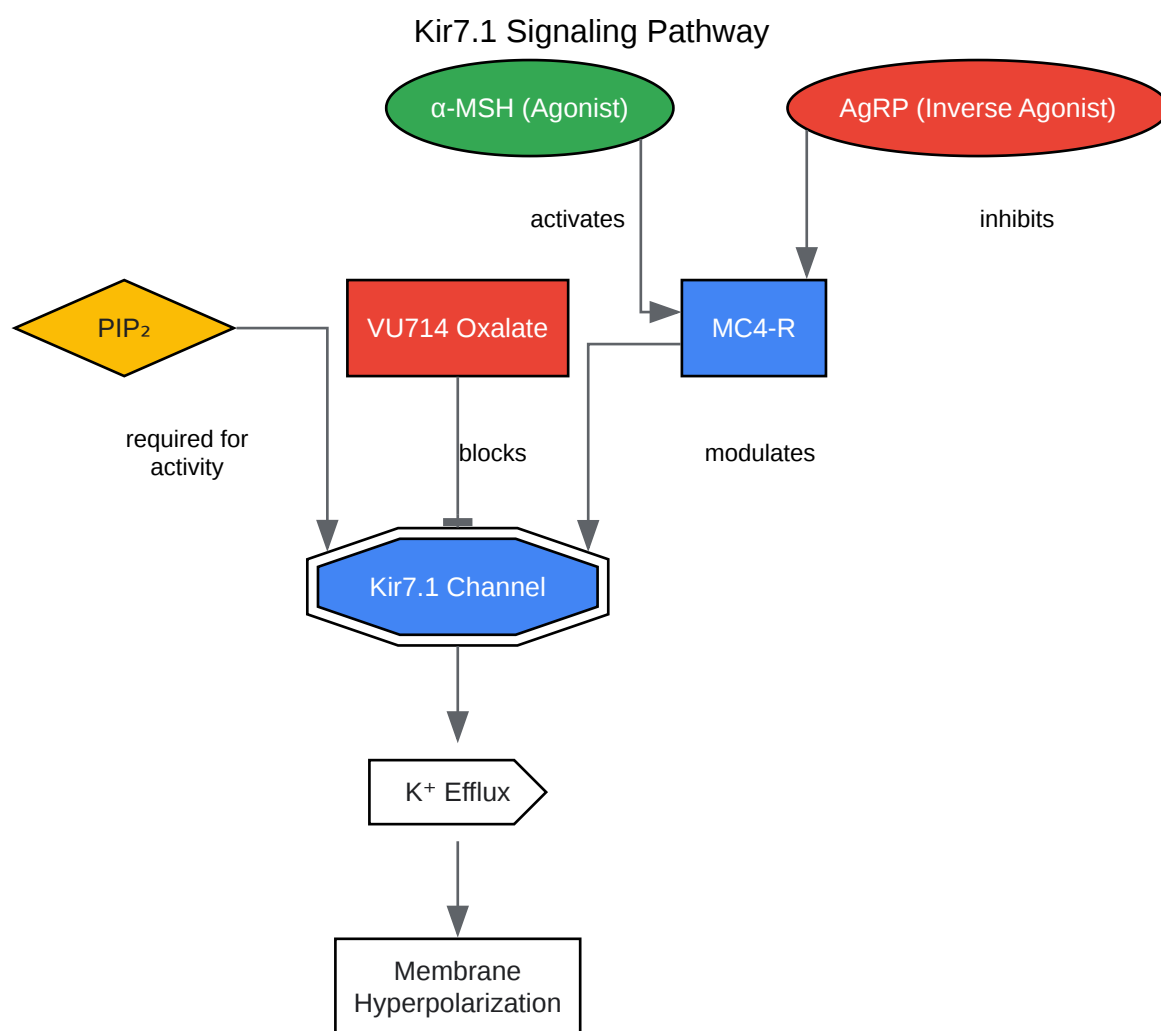 Kir7.1 Signaling Pathway
α-MSH (Agonist)
AgRP (Inverse Agonist)
activates
inhibits
PIP₂
VU714 Oxalate
MC4-R
required for
activity
blocks
modulates
Kir7.1 Channel
K⁺ Efflux
Membrane
Hyperpolarization